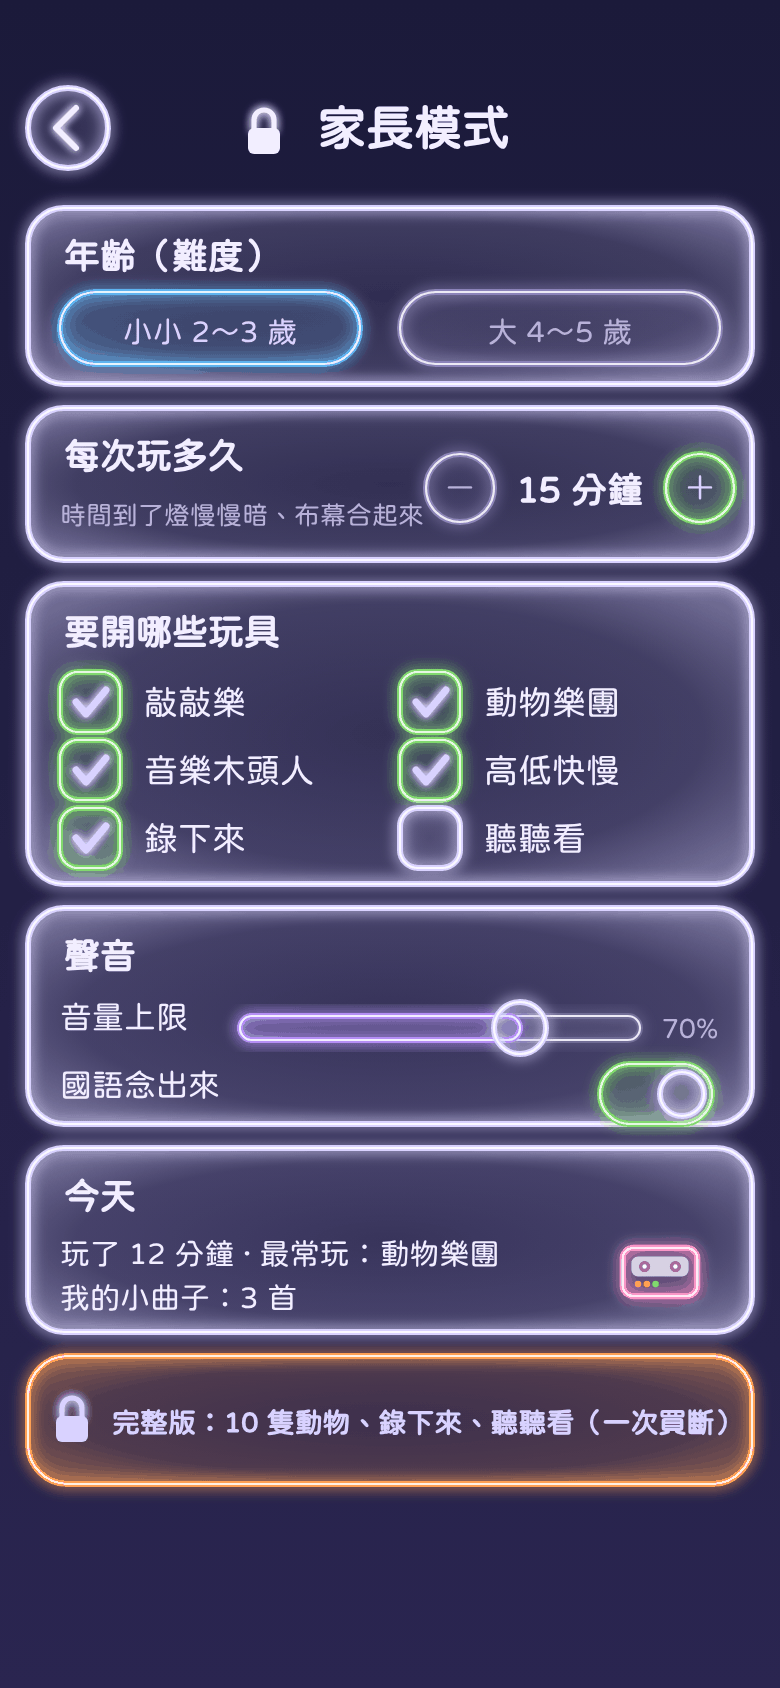 家長模式
年齡（難度）
小小 2～3 歲
大 4～5 歲
每次玩多久
時間到了燈慢慢暗、布幕合起來
15 分鐘
要開哪些玩具
敲敲樂
動物樂團
音樂木頭人
高低快慢
錄下來
聽聽看
聲音
音量上限
70%
國語念出來
今天
玩了 12 分鐘 · 最常玩：動物樂團
我的小曲子：3 首
完整版：10 隻動物、錄下來、聽聽看（一次買斷）